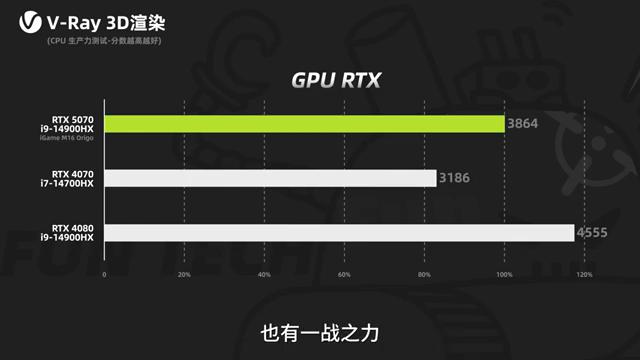 V-Ray 3D渲染
(CPU 生产力测试-分数越高越好)
GPU RTX
RTX 5070
i9-14900HX
iGame M16 Origo
3864
RTX 4070
i7-14700HX
3186
RTX 4080
i9-14900HX
4555
FUN TECH
0 20% 40% 60% 80% 100% 120%
也有一战之力